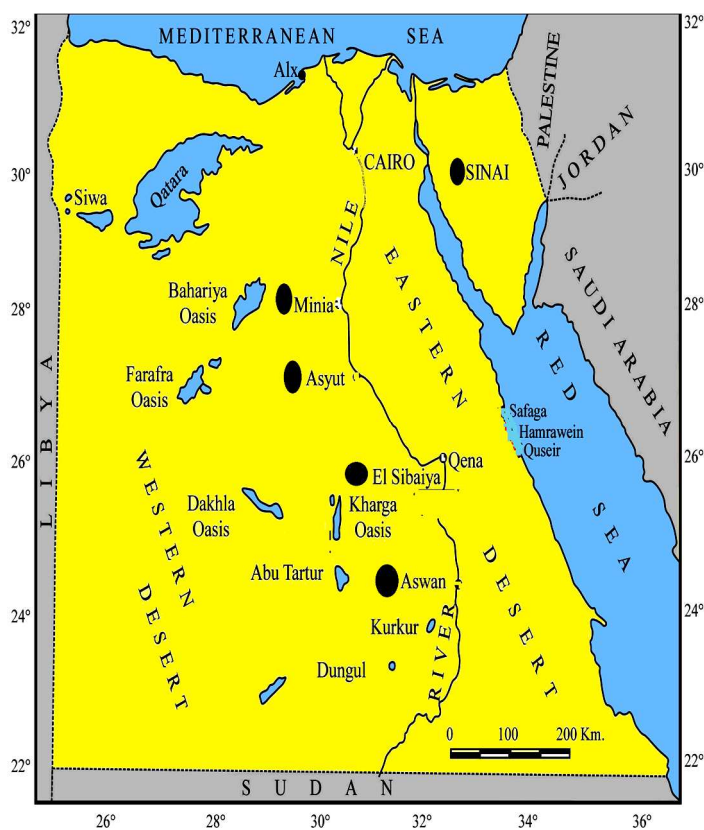 32°
32°
MEDITERRANEAN SEA
Alx
PALESTINE
JORDAN
CAIRO
SINAI
30°
30°
Siwa
Qatara
NILE
EASTERN
SAUDI ARABIA
Bahariya
Oasis
Minia
28°
28°
RED
LIBYA
Farafra
Oasis
Asyut
Safaga
Hamrawein
Quseir
26°
26°
WESTERN
Qena
El Sibaiya
Dakhla
Oasis
Kharga
Oasis
SEA
DESERT
Abu Tartur
Aswan
DESERT
24°
24°
Kurkur
RIVER
Dungul
0 100 200 Km.
22°
22°
SUDAN
26° 28° 30° 32° 34° 36°